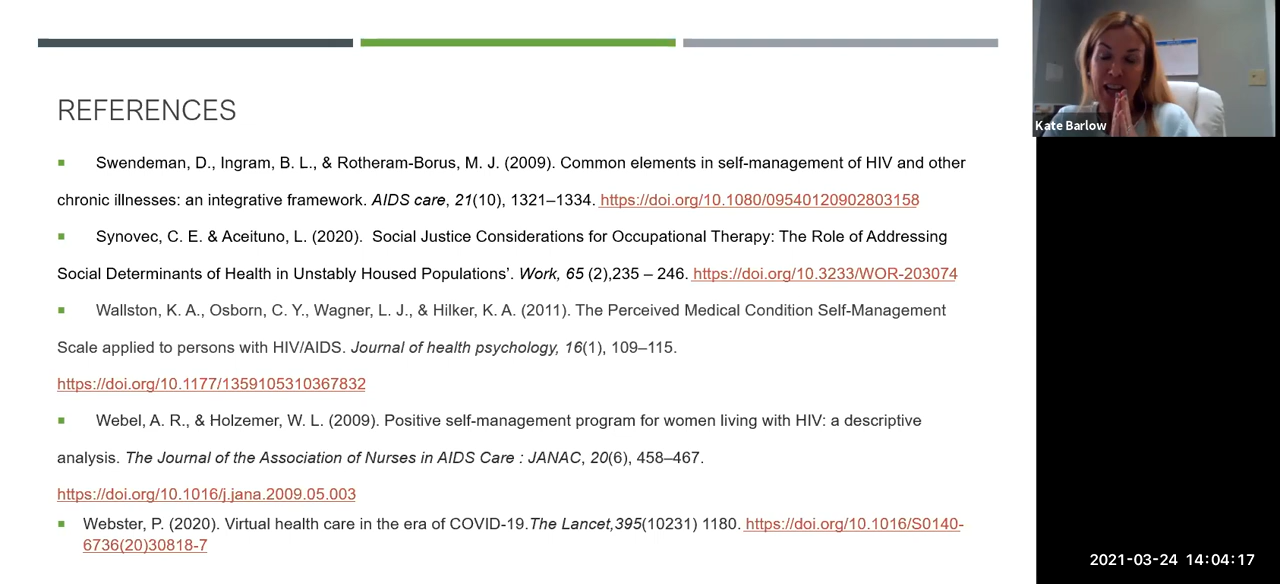 REFERENCES
Swendeman, D., Ingram, B. L., & Rotheram-Borus, M. J. (2009). Common elements in self-management of HIV and other
chronic illnesses: an integrative framework. AIDS care, 21(10), 1321–1334. https://doi.org/10.1080/09540120902803158
Synovec, C. E. & Aceituno, L. (2020).  Social Justice Considerations for Occupational Therapy: The Role of Addressing
Social Determinants of Health in Unstably Housed Populations’. Work, 65 (2),235 – 246. https://doi.org/10.3233/WOR-203074
Wallston, K. A., Osborn, C. Y., Wagner, L. J., & Hilker, K. A. (2011). The Perceived Medical Condition Self-Management
Scale applied to persons with HIV/AIDS. Journal of health psychology, 16(1), 109–115.
https://doi.org/10.1177/1359105310367832
Webel, A. R., & Holzemer, W. L. (2009). Positive self-management program for women living with HIV: a descriptive
analysis. The Journal of the Association of Nurses in AIDS Care : JANAC, 20(6), 458–467.
https://doi.org/10.1016/j.jana.2009.05.003
Webster, P. (2020). Virtual health care in the era of COVID-19.The Lancet,395(10231) 1180. https://doi.org/10.1016/S0140-
6736(20)30818-7
Kate Barlow
2021-03-24 14:04:17